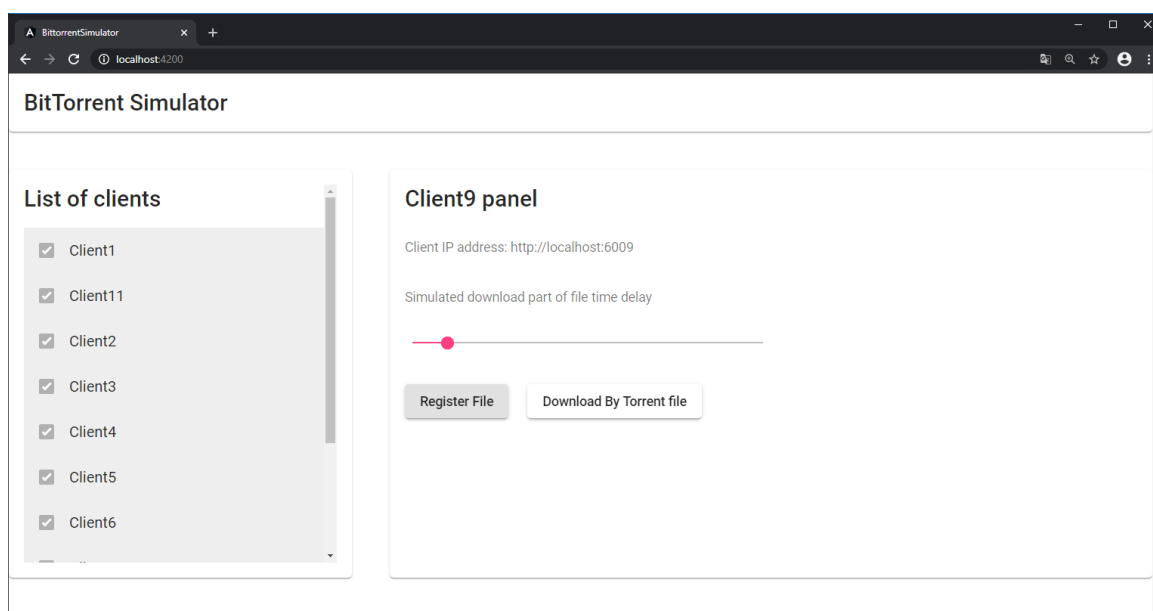 BittorrentSimulator
localhost:4200
BitTorrent Simulator
List of clients
Client1
Client11
Client2
Client3
Client4
Client5
Client6
Client9 panel
Client IP address: http://localhost:6009
Simulated download part of file time delay
Register File
Download By Torrent file